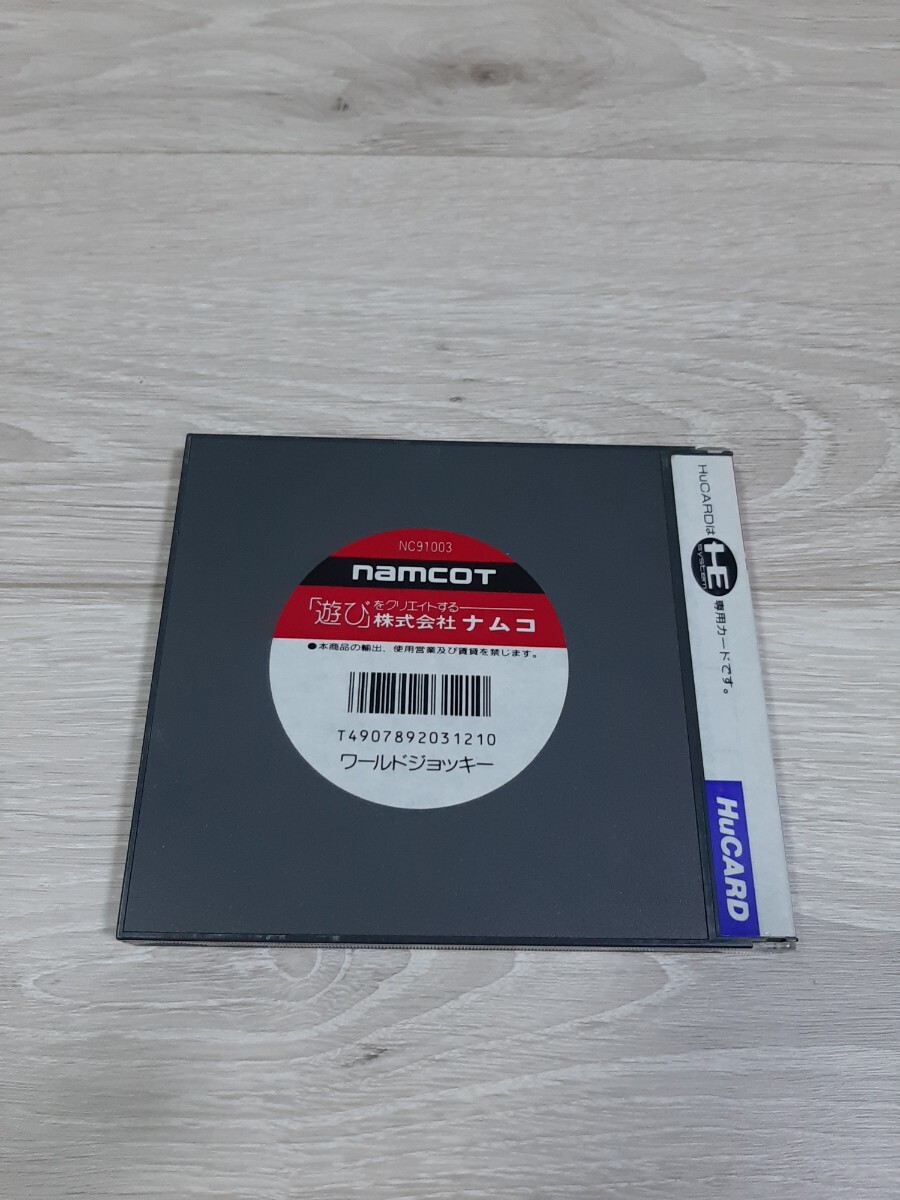 NC91003
namcoT
「遊び」をクリエイトする
株式会社ナムコ
●本商品の輸出、使用営業及び賃貸を禁じます。
T4907892031210
ワールドジョッキー
HuCARDは HE system 専用カードです。
HuCARD